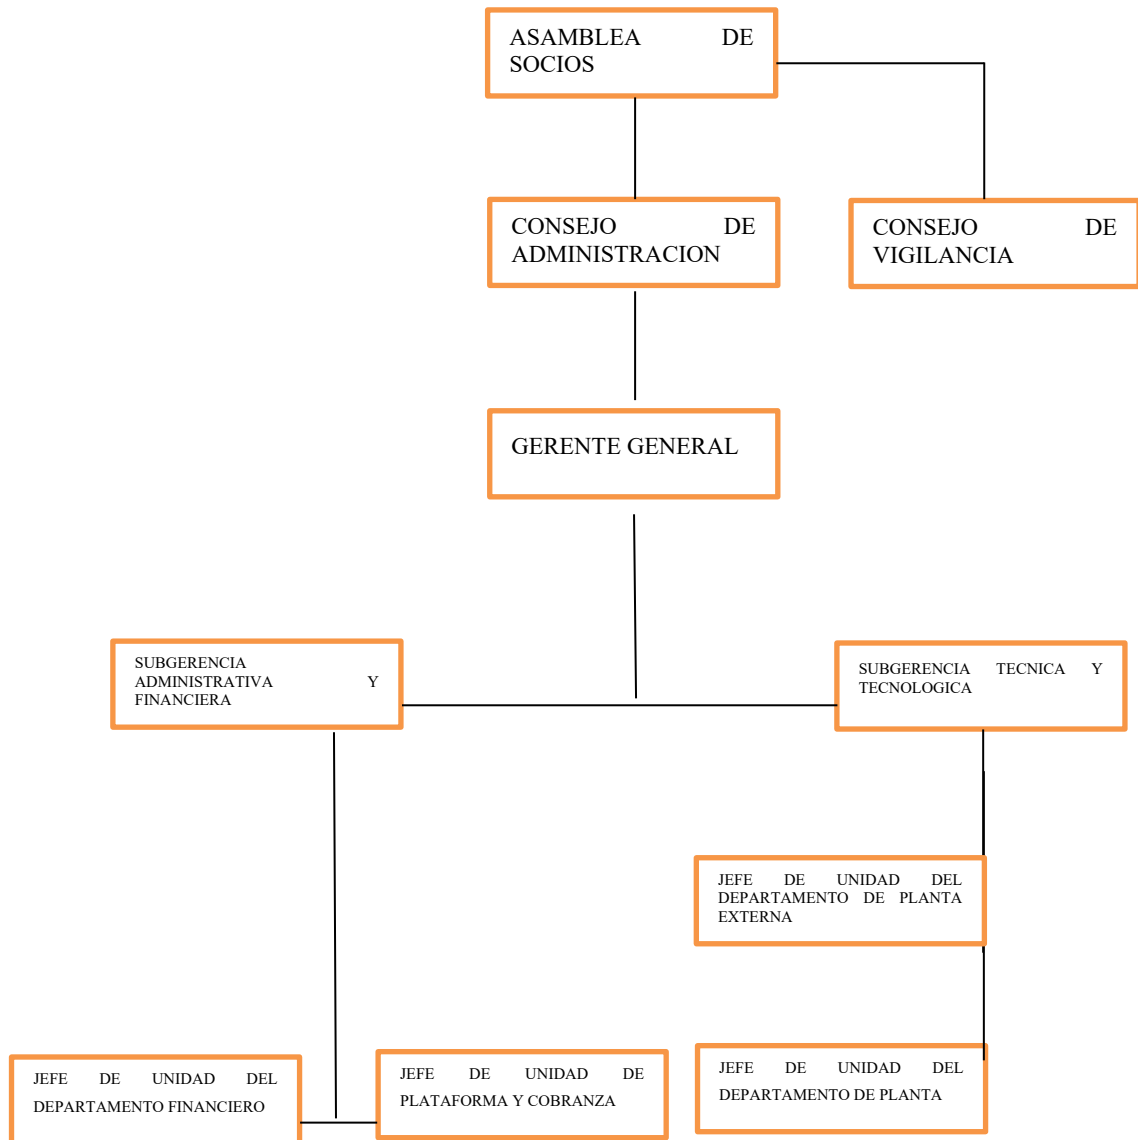 ASAMBLEA DE
SOCIOS
CONSEJO DE
ADMINISTRACION
CONSEJO DE
VIGILANCIA
GERENTE GENERAL
SUBGERENCIA
ADMINISTRATIVA Y
FINANCIERA
SUBGERENCIA TECNICA Y
TECNOLOGICA
JEFE DE UNIDAD DEL
DEPARTAMENTO DE PLANTA
EXTERNA
JEFE DE UNIDAD DEL
DEPARTAMENTO FINANCIERO
JEFE DE UNIDAD DE
PLATAFORMA Y COBRANZA
JEFE DE UNIDAD DEL
DEPARTAMENTO DE PLANTA